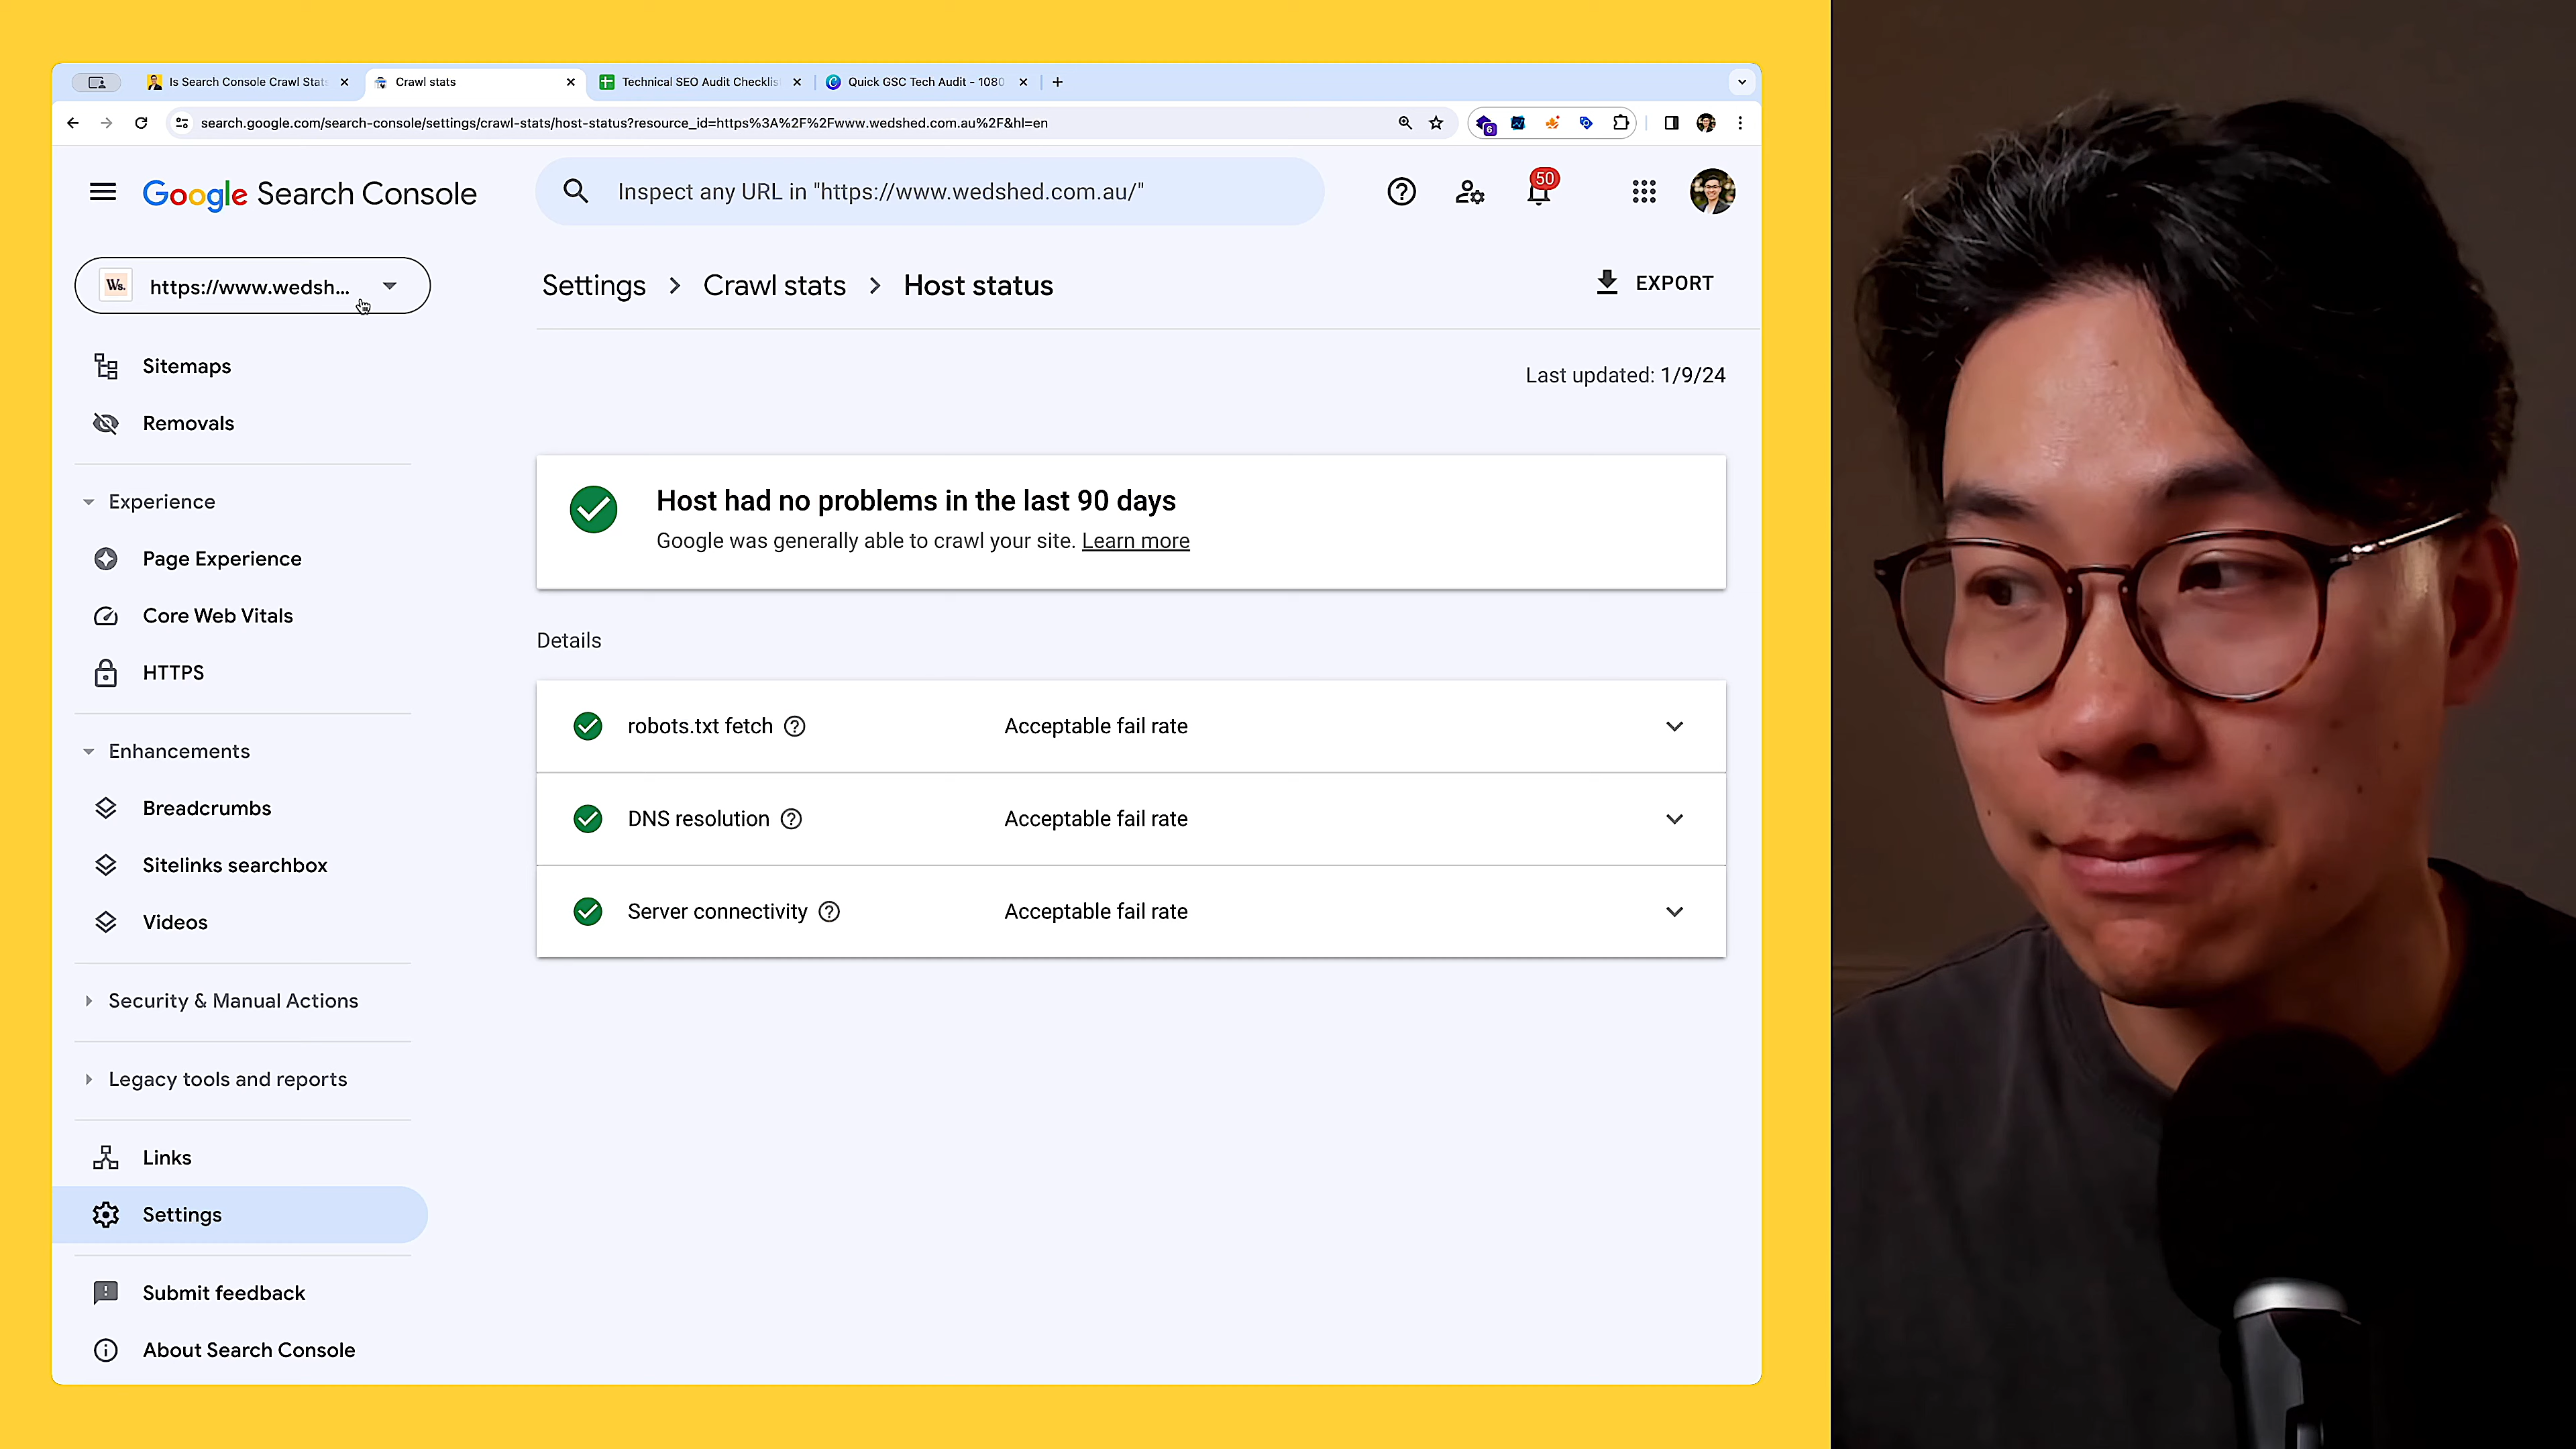 Is Search Console Crawl Stat
Crawl stats
Technical SEO Audit Checklis
Quick GSC Tech Audit - 1080
search.google.com/search-console/settings/crawl-stats/host-status?resource_id=https%3A%2F%2Fwww.wedshed.com.au%2F&hl=en
6
Google Search Console
Inspect any URL in "https://www.wedshed.com.au/"
50
Ws.
https://www.wedsh...
Settings > Crawl stats > Host status
EXPORT
Sitemaps
Last updated: 1/9/24
Removals
Experience
Host had no problems in the last 90 days
Google was generally able to crawl your site. Learn more
Page Experience
Core Web Vitals
HTTPS
Details
robots.txt fetch
Acceptable fail rate
DNS resolution
Acceptable fail rate
Server connectivity
Acceptable fail rate
Enhancements
Breadcrumbs
Sitelinks searchbox
Videos
Security & Manual Actions
Legacy tools and reports
Links
Settings
Submit feedback
About Search Console